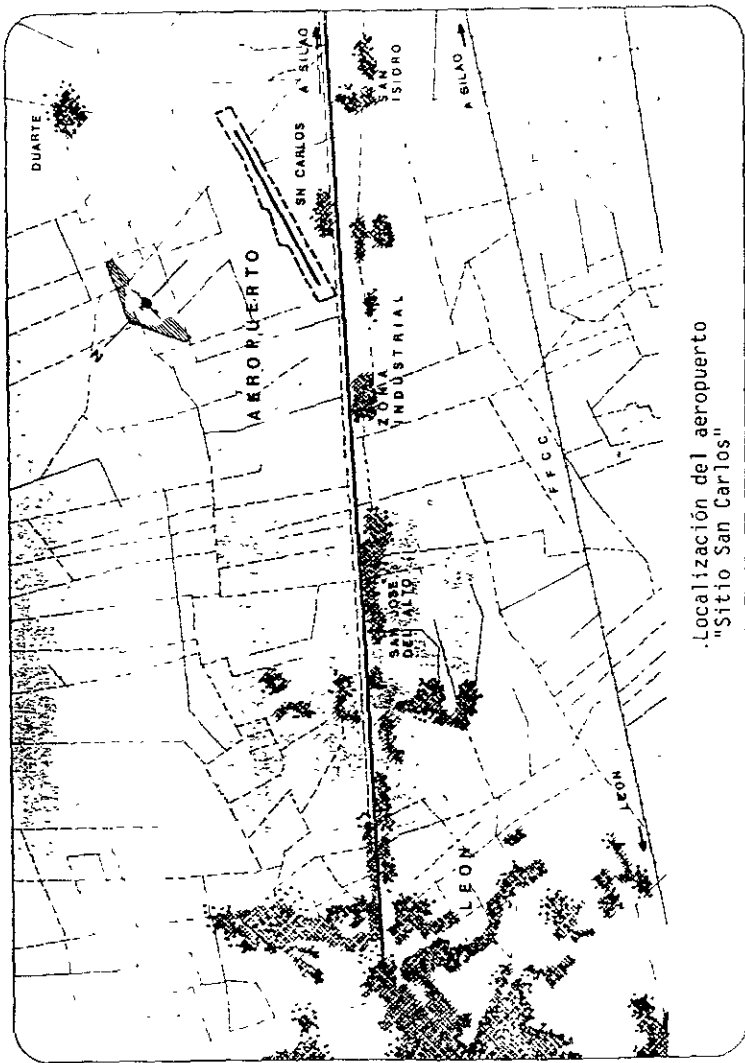 DUARTE
N
AEROPUERTO
SN CARLOS
A SILAO
SAN
ISIDRO
A SILAO
ZONA
INDUSTRIAL
FFCC
SAN JOSE
DEL ALTO
LEON
LEON
Localización del aeropuerto
"Sitio San Carlos"